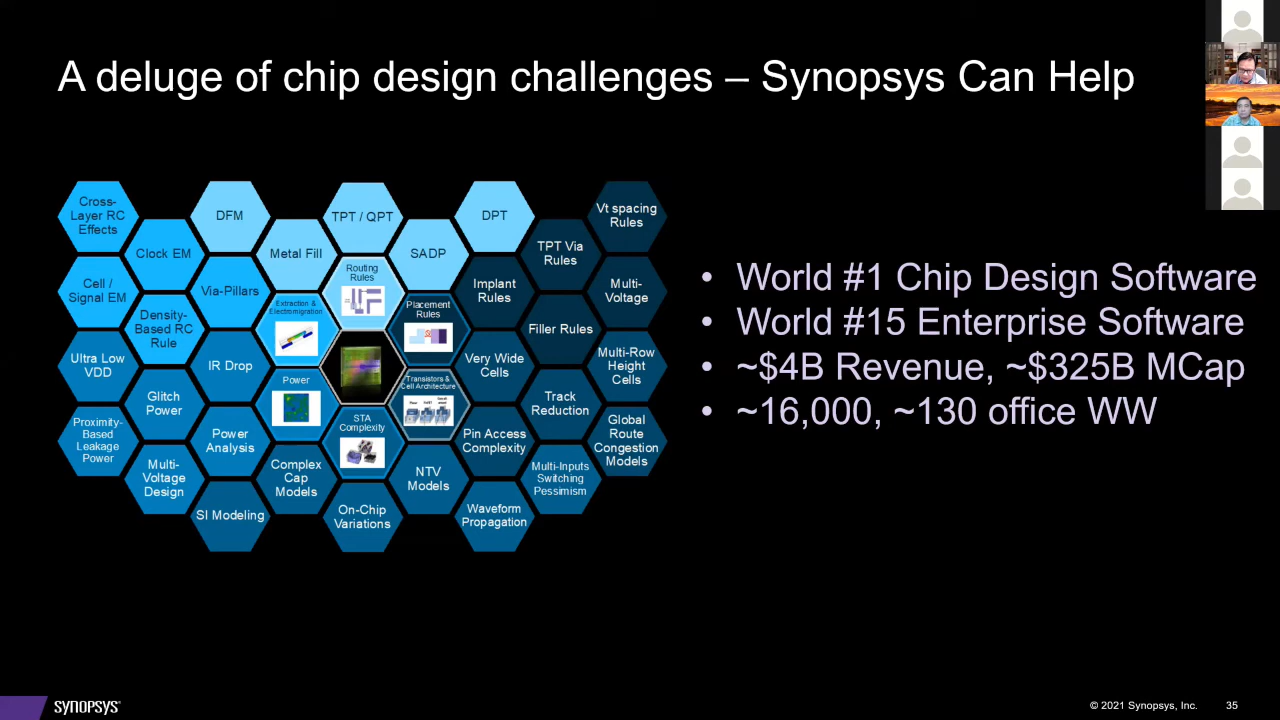 A deluge of chip design challenges – Synopsys Can Help
Cross-
Layer RC
Effects
DFM
TPT / QPT
DPT
Vt spacing
Rules
Clock EM
Metal Fill
SADP
TPT Via
Rules
Cell /
Signal EM
Via-Pillars
Routing
Rules
Implant
Rules
Multi-
Voltage
Density-
Based RC
Rule
Extraction &
Electromigration
Placement
Rules
Filler Rules
Ultra Low
VDD
IR Drop
Very Wide
Cells
Multi-Row
Height
Cells
Glitch
Power
Power
Transistors &
Cell Architecture
Track
Reduction
Proximity-
Based
Leakage
Power
Power
Analysis
STA
Complexity
Pin Access
Complexity
Global
Route
Congestion
Models
Multi-
Voltage
Design
Complex
Cap
Models
NTV
Models
Multi-Inputs
Switching
Pessimism
SI Modeling
On-Chip
Variations
Waveform
Propagation
• World #1 Chip Design Software
• World #15 Enterprise Software
• ~$4B Revenue, ~$325B MCap
• ~16,000, ~130 office WW
SYNOPSYS®
© 2021 Synopsys, Inc.
35